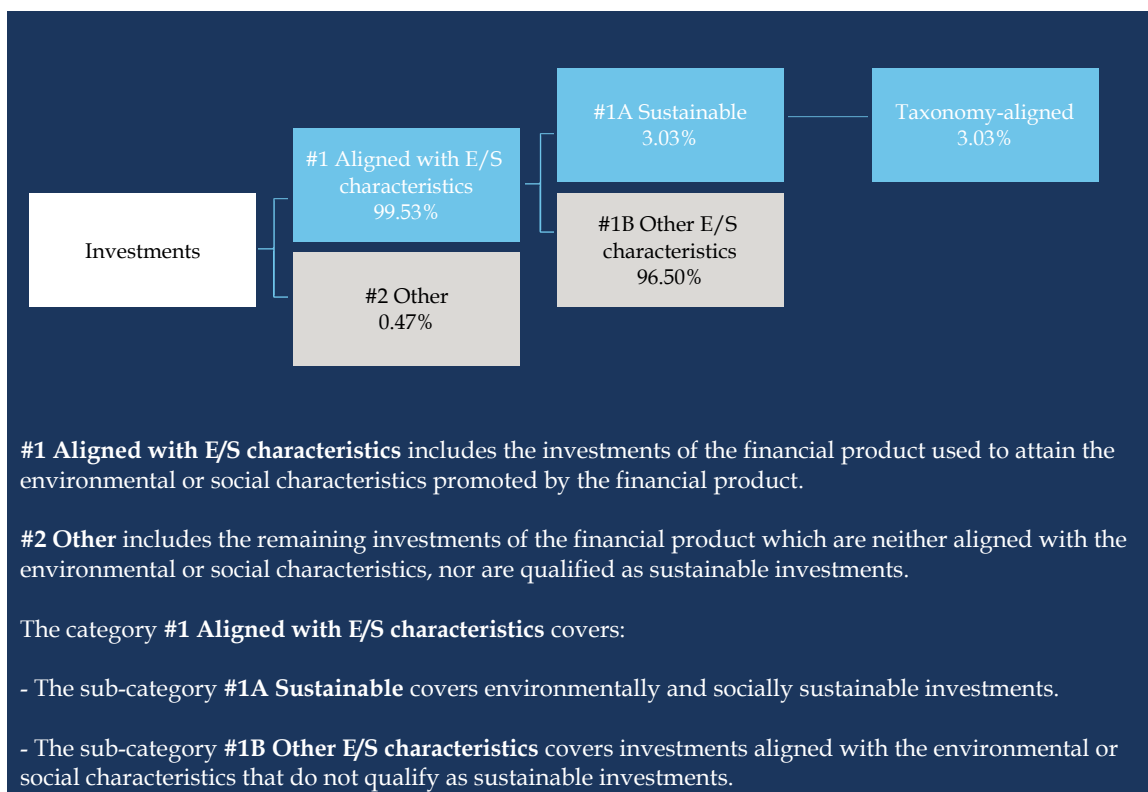 #1A Sustainable
3.03%
Taxonomy-aligned
3.03%
#1 Aligned with E/S
characteristics
99.53%
Investments
#1B Other E/S
characteristics
96.50%
#2 Other
0.47%
#1 Aligned with E/S characteristics includes the investments of the financial product used to attain the
environmental or social characteristics promoted by the financial product.
#2 Other includes the remaining investments of the financial product which are neither aligned with the
environmental or social characteristics, nor are qualified as sustainable investments.
The category #1 Aligned with E/S characteristics covers:
- The sub-category #1A Sustainable covers environmentally and socially sustainable investments.
- The sub-category #1B Other E/S characteristics covers investments aligned with the environmental or
social characteristics that do not qualify as sustainable investments.